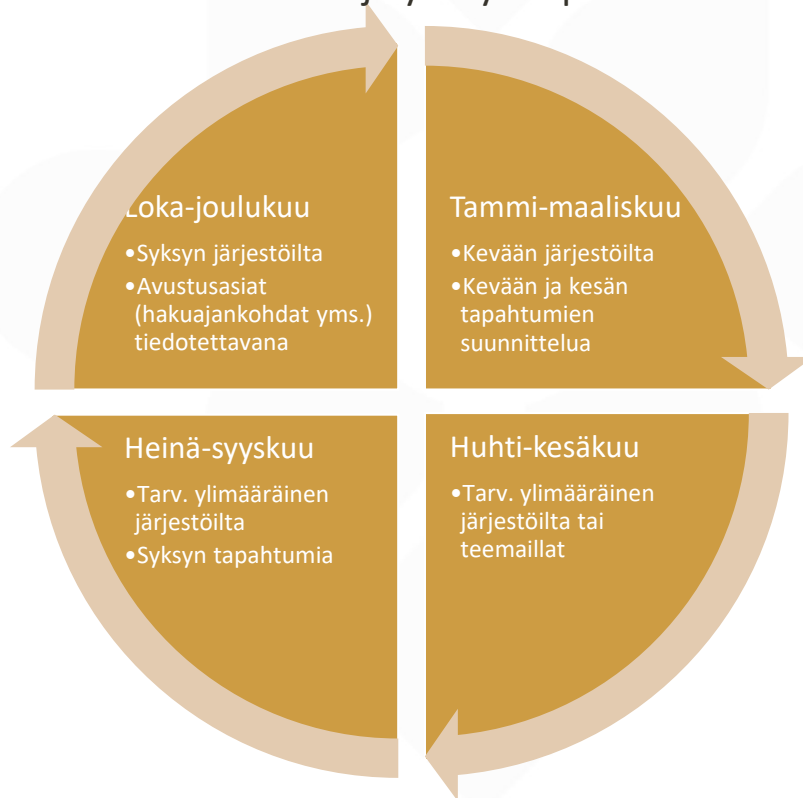 Loka-joulukuu
•Syksyn järjestöilta
•Avustusasiat
(hakuajankohdat yms.)
tiedotettavana
Tammi-maaliskuu
•Kevään järjestöilta
•Kevään ja kesän
tapahtumien
suunnittelua
Heinä-syyskuu
•Tarv. ylimääräinen
järjestöilta
•Syksyn tapahtumia
Huhti-kesäkuu
•Tarv. ylimääräinen
järjestöilta tai
teemaillat